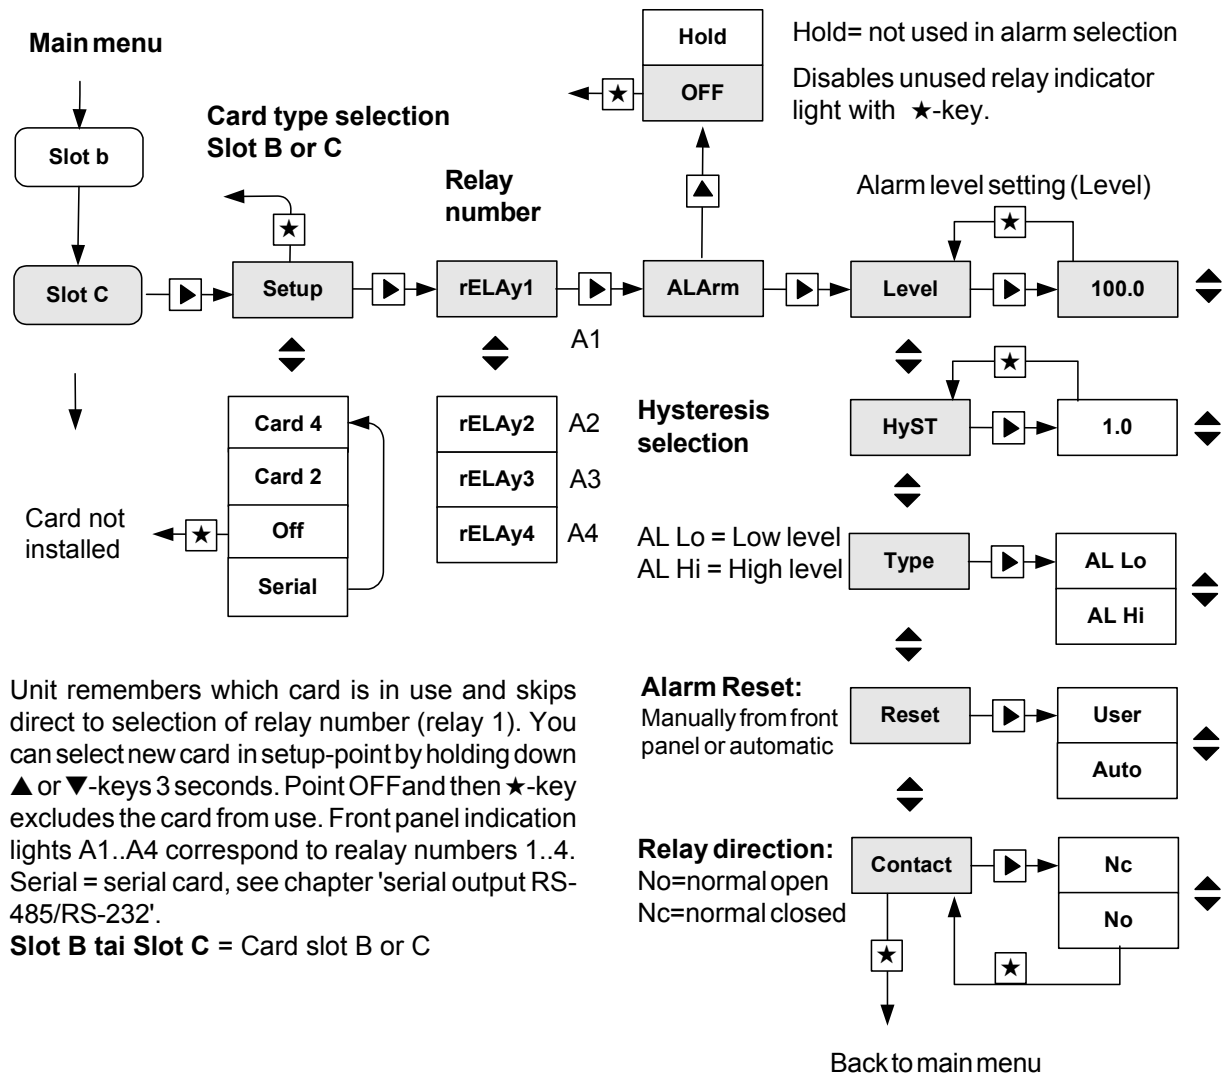 Main menu
Hold
Hold= not used in alarm selection
OFF
Disables unused relay indicator
light with ★-key.
★
Card type selection
Slot B or C
Slot b
Relay
number
Alarm level setting (Level)
★
★
Slot C
Setup
rELAy1
ALArm
Level
100.0
A1
★
Card 4
Card 2
Off
Serial
rELAy2 A2
rELAy3 A3
rELAy4 A4
Hysteresis
selection
HyST
1.0
Card not
installed
★
AL Lo = Low level
AL Hi = High level
Type
AL Lo
AL Hi
Unit remembers which card is in use and skips
direct to selection of relay number (relay 1). You
can select new card in setup-point by holding down
▲ or ▼-keys 3 seconds. Point OFFand then ★-key
excludes the card from use. Front panel indication
lights A1..A4 correspond to realay numbers 1..4.
Serial = serial card, see chapter 'serial output RS-
485/RS-232'.
Slot B tai Slot C = Card slot B or C
Alarm Reset:
Manually from front
panel or automatic
Reset
User
Auto
Relay direction:
No=normal open
Nc=normal closed
Contact
Nc
No
★
★
Back to main menu